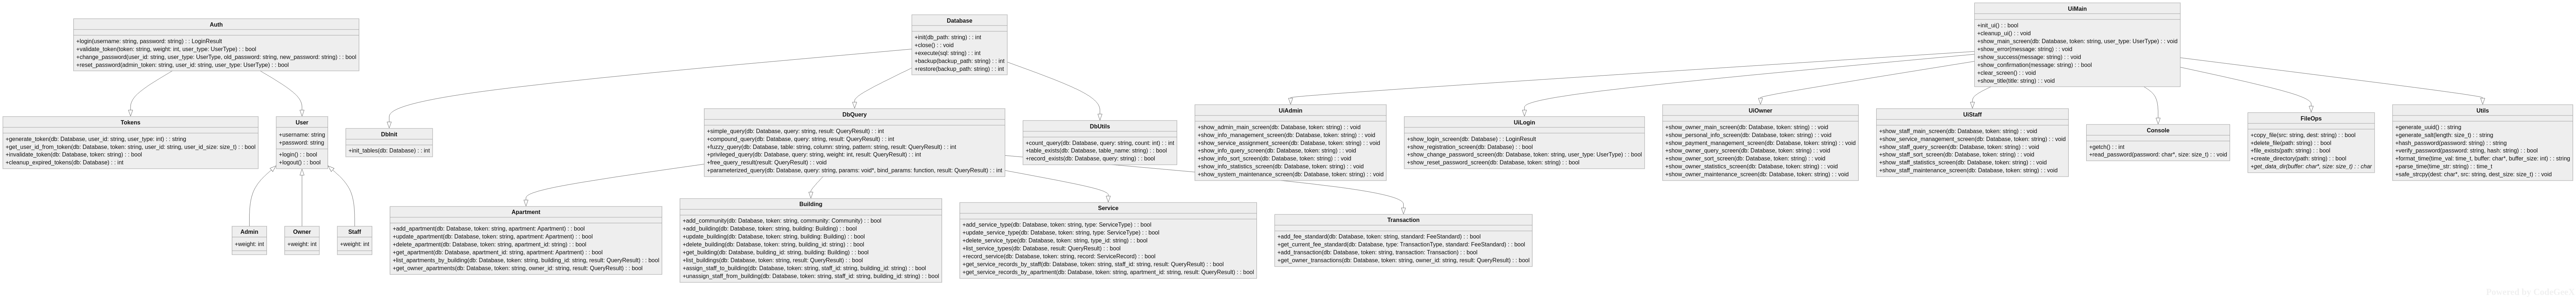 Auth
+login(username: string, password: string) : : LoginResult
+validate_token(token: string, weight: int, user_type: UserType) : : bool
+change_password(user_id: string, user_type: UserType, old_password: string, new_password: string) : : bool
+reset_password(admin_token: string, user_id: string, user_type: UserType) : : bool
Database
+init(db_path: string) : : int
+close() : : void
+execute(sql: string) : : int
+backup(backup_path: string) : : int
+restore(backup_path: string) : : int
UiMain
+init_ui() : : bool
+cleanup_ui() : : void
+show_main_screen(db: Database, token: string, user_type: UserType) : : void
+show_error(message: string) : : void
+show_success(message: string) : : void
+show_confirmation(message: string) : : bool
+clear_screen() : : void
+show_title(title: string) : : void
Tokens
+generate_token(db: Database, user_id: string, user_type: int) : : string
+get_user_id_from_token(db: Database, token: string, user_id: string, user_id_size: size_t) : : bool
+invalidate_token(db: Database, token: string) : : bool
+cleanup_expired_tokens(db: Database) : : int
User
+username: string
+password: string
+login() : : bool
+logout() : : bool
DbInit
+init_tables(db: Database) : : int
DbQuery
+simple_query(db: Database, query: string, result: QueryResult) : : int
+compound_query(db: Database, query: string, result: QueryResult) : : int
+fuzzy_query(db: Database, table: string, column: string, pattern: string, result: QueryResult) : : int
+privileged_query(db: Database, query: string, weight: int, result: QueryResult) : : int
+free_query_result(result: QueryResult) : : void
+parameterized_query(db: Database, query: string, params: void*, bind_params: function, result: QueryResult) : : int
DbUtils
+count_query(db: Database, query: string, count: int) : : int
+table_exists(db: Database, table_name: string) : : bool
+record_exists(db: Database, query: string) : : bool
UiAdmin
+show_admin_main_screen(db: Database, token: string) : : void
+show_info_management_screen(db: Database, token: string) : : void
+show_service_assignment_screen(db: Database, token: string) : : void
+show_info_query_screen(db: Database, token: string) : : void
+show_info_sort_screen(db: Database, token: string) : : void
+show_info_statistics_screen(db: Database, token: string) : : void
+show_system_maintenance_screen(db: Database, token: string) : : void
UiLogin
+show_login_screen(db: Database) : : LoginResult
+show_registration_screen(db: Database) : : bool
+show_change_password_screen(db: Database, token: string, user_type: UserType) : : bool
+show_reset_password_screen(db: Database, token: string) : : bool
UiOwner
+show_owner_main_screen(db: Database, token: string) : : void
+show_personal_info_screen(db: Database, token: string) : : void
+show_payment_management_screen(db: Database, token: string) : : void
+show_owner_query_screen(db: Database, token: string) : : void
+show_owner_sort_screen(db: Database, token: string) : : void
+show_owner_statistics_screen(db: Database, token: string) : : void
+show_owner_maintenance_screen(db: Database, token: string) : : void
UiStaff
+show_staff_main_screen(db: Database, token: string) : : void
+show_service_management_screen(db: Database, token: string) : : void
+show_staff_query_screen(db: Database, token: string) : : void
+show_staff_sort_screen(db: Database, token: string) : : void
+show_staff_statistics_screen(db: Database, token: string) : : void
+show_staff_maintenance_screen(db: Database, token: string) : : void
Console
+getch() : : int
+read_password(password: char*, size: size_t) : : void
FileOps
+copy_file(src: string, dest: string) : : bool
+delete_file(path: string) : : bool
+file_exists(path: string) : : bool
+create_directory(path: string) : : bool
+get_data_dir(buffer: char*, size: size_t) : : char
Utils
+generate_uuid() : : string
+generate_salt(length: size_t) : : string
+hash_password(password: string) : : string
+verify_password(password: string, hash: string) : : bool
+format_time(time_val: time_t, buffer: char*, buffer_size: int) : : string
+parse_time(time_str: string) : : time_t
+safe_strcpy(dest: char*, src: string, dest_size: size_t) : : void
Admin
+weight: int
Owner
+weight: int
Staff
+weight: int
Apartment
+add_apartment(db: Database, token: string, apartment: Apartment) : : bool
+update_apartment(db: Database, token: string, apartment: Apartment) : : bool
+delete_apartment(db: Database, token: string, apartment_id: string) : : bool
+get_apartment(db: Database, apartment_id: string, apartment: Apartment) : : bool
+list_apartments_by_building(db: Database, token: string, building_id: string, result: QueryResult) : : bool
+get_owner_apartments(db: Database, token: string, owner_id: string, result: QueryResult) : : bool
Building
+add_community(db: Database, token: string, community: Community) : : bool
+add_building(db: Database, token: string, building: Building) : : bool
+update_building(db: Database, token: string, building: Building) : : bool
+delete_building(db: Database, token: string, building_id: string) : : bool
+get_building(db: Database, building_id: string, building: Building) : : bool
+list_buildings(db: Database, token: string, result: QueryResult) : : bool
+assign_staff_to_building(db: Database, token: string, staff_id: string, building_id: string) : : bool
+unassign_staff_from_building(db: Database, token: string, staff_id: string, building_id: string) : : bool
Service
+add_service_type(db: Database, token: string, type: ServiceType) : : bool
+update_service_type(db: Database, token: string, type: ServiceType) : : bool
+delete_service_type(db: Database, token: string, type_id: string) : : bool
+list_service_types(db: Database, result: QueryResult) : : bool
+record_service(db: Database, token: string, record: ServiceRecord) : : bool
+get_service_records_by_staff(db: Database, token: string, staff_id: string, result: QueryResult) : : bool
+get_service_records_by_apartment(db: Database, token: string, apartment_id: string, result: QueryResult) : : bool
Transaction
+add_fee_standard(db: Database, token: string, standard: FeeStandard) : : bool
+get_current_fee_standard(db: Database, type: TransactionType, standard: FeeStandard) : : bool
+add_transaction(db: Database, token: string, transaction: Transaction) : : bool
+get_owner_transactions(db: Database, token: string, owner_id: string, result: QueryResult) : : bool
Powered by CodeGeeX